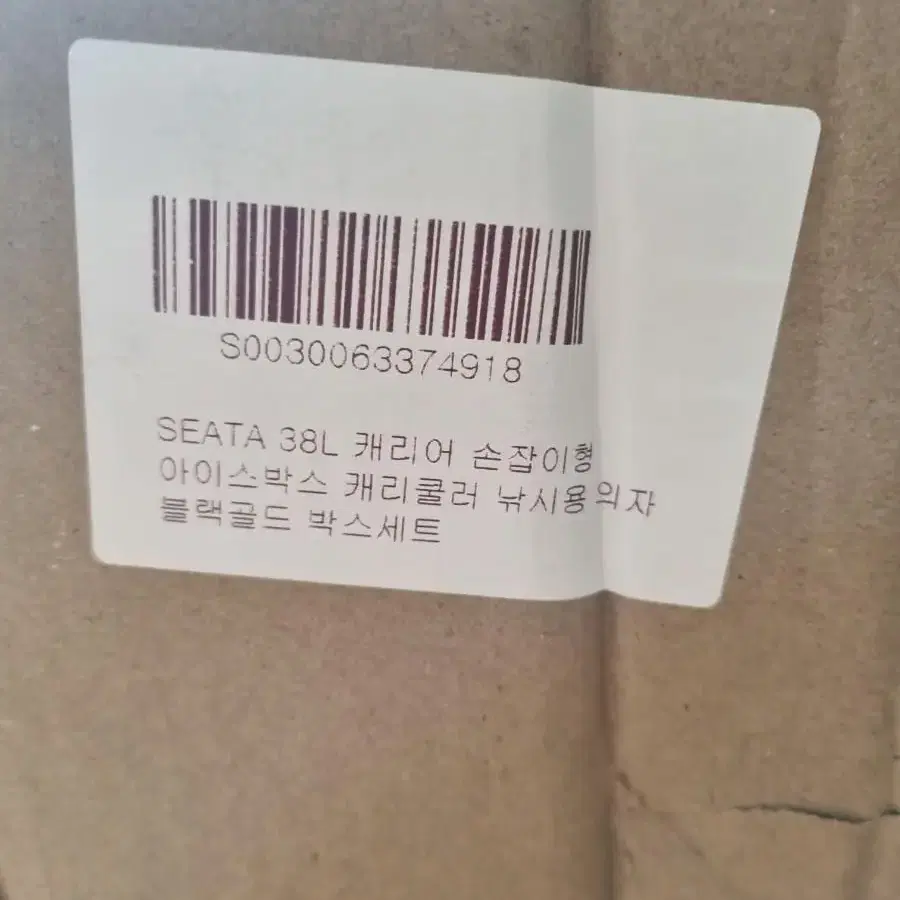 S0030063374918
SEATA 38L 캐리어 손잡이형
아이스박스 캐리쿨러 낚시용의자
블랙골드 박스세트